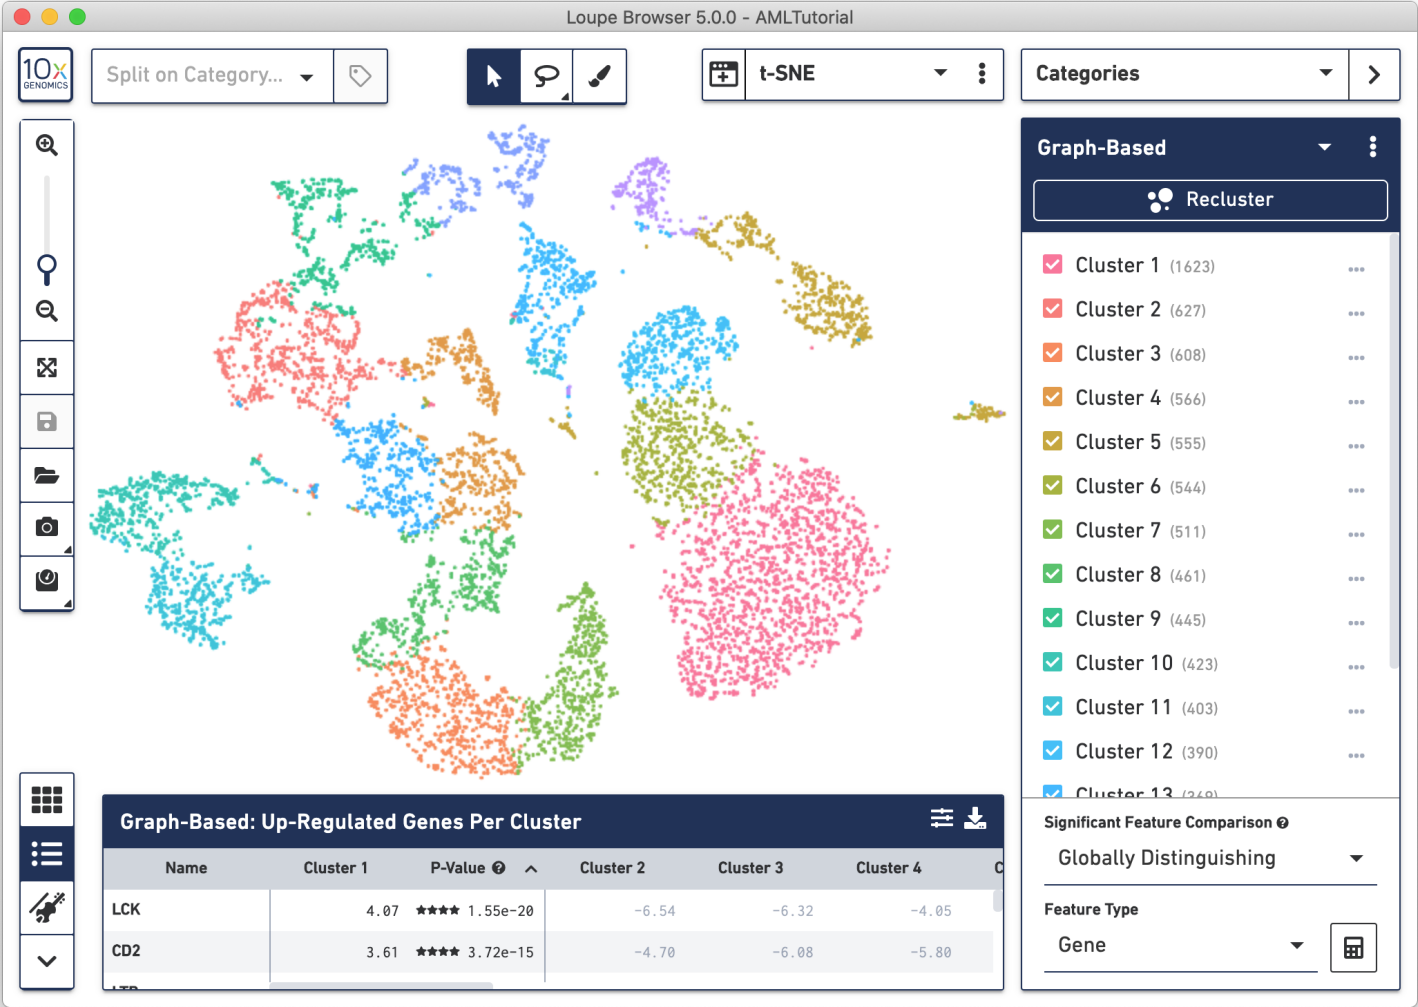 Loupe Browser 5.0.0 - AMLTutorial
10x
GENOMICS
Split on Category...
t-SNE
Categories
Graph-Based
Recluster
Cluster 1 (1623)
Cluster 2 (627)
Cluster 3 (608)
Cluster 4 (566)
Cluster 5 (555)
Cluster 6 (544)
Cluster 7 (511)
Cluster 8 (461)
Cluster 9 (445)
Cluster 10 (423)
Cluster 11 (403)
Cluster 12 (390)
Cluster 13 (369)
Significant Feature Comparison
Globally Distinguishing
Feature Type
Gene
Graph-Based: Up-Regulated Genes Per Cluster
Name Cluster 1 P-Value Cluster 2 Cluster 3 Cluster 4 C
LCK 4.07 ★★★★ 1.55e-20 -6.54 -6.32 -4.05
CD2 3.61 ★★★★ 3.72e-15 -4.70 -6.08 -5.80
LTB